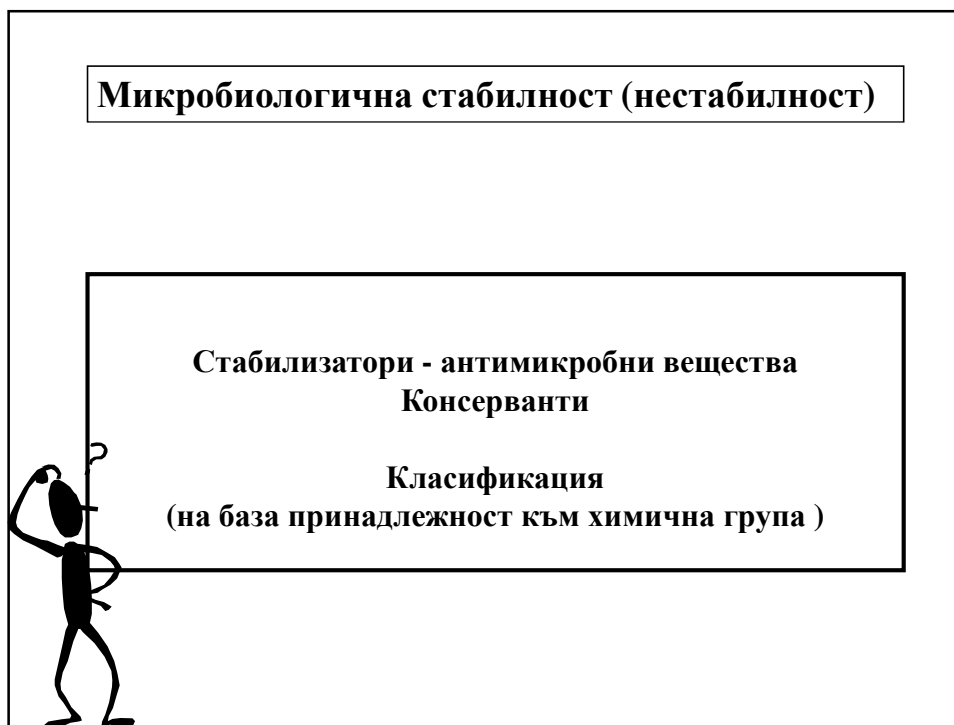 Микробиологична стабилност (нестабилност)
Стабилизатори - антимикробни вещества
Консерванти
Класификация
(на база принадлежност към химична група )
?